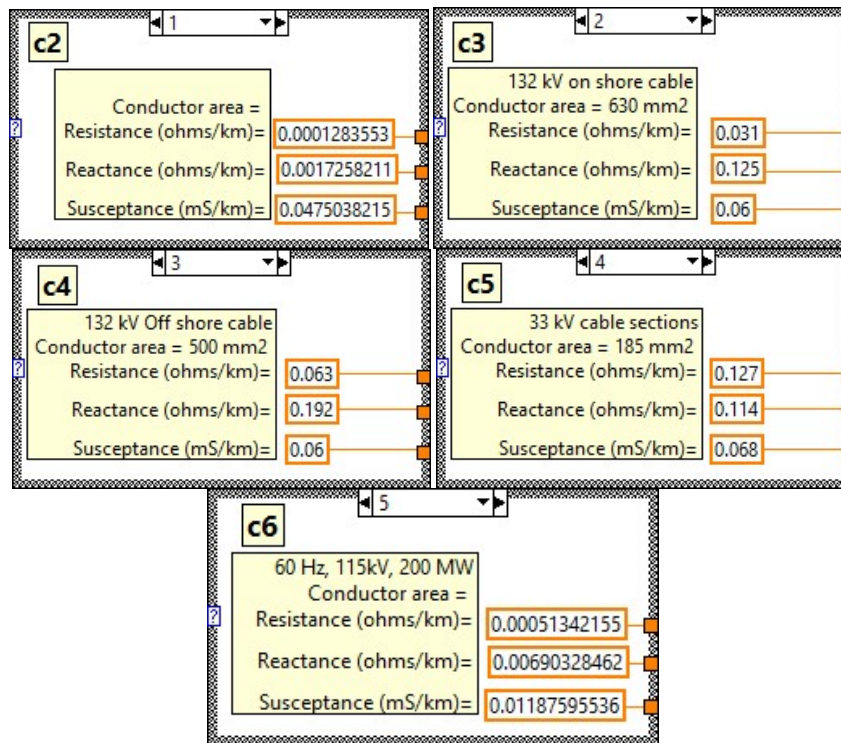 1
c2
Conductor area =
Resistance (ohms/km)= 0.0001283553
Reactance (ohms/km)= 0.0017258211
Susceptance (mS/km)= 0.0475038215
?
2
c3
132 kV on shore cable
Conductor area = 630 mm2
Resistance (ohms/km)= 0.031
Reactance (ohms/km)= 0.125
Susceptance (mS/km)= 0.06
?
3
c4
132 kV Off shore cable
Conductor area = 500 mm2
Resistance (ohms/km)= 0.063
Reactance (ohms/km)= 0.192
Susceptance (mS/km)= 0.06
?
4
c5
33 kV cable sections
Conductor area = 185 mm2
Resistance (ohms/km)= 0.127
Reactance (ohms/km)= 0.114
Susceptance (mS/km)= 0.068
?
5
c6
60 Hz, 115kV, 200 MW
Conductor area =
Resistance (ohms/km)= 0.00051342155
Reactance (ohms/km)= 0.00690328462
Susceptance (mS/km)= 0.01187595536
?